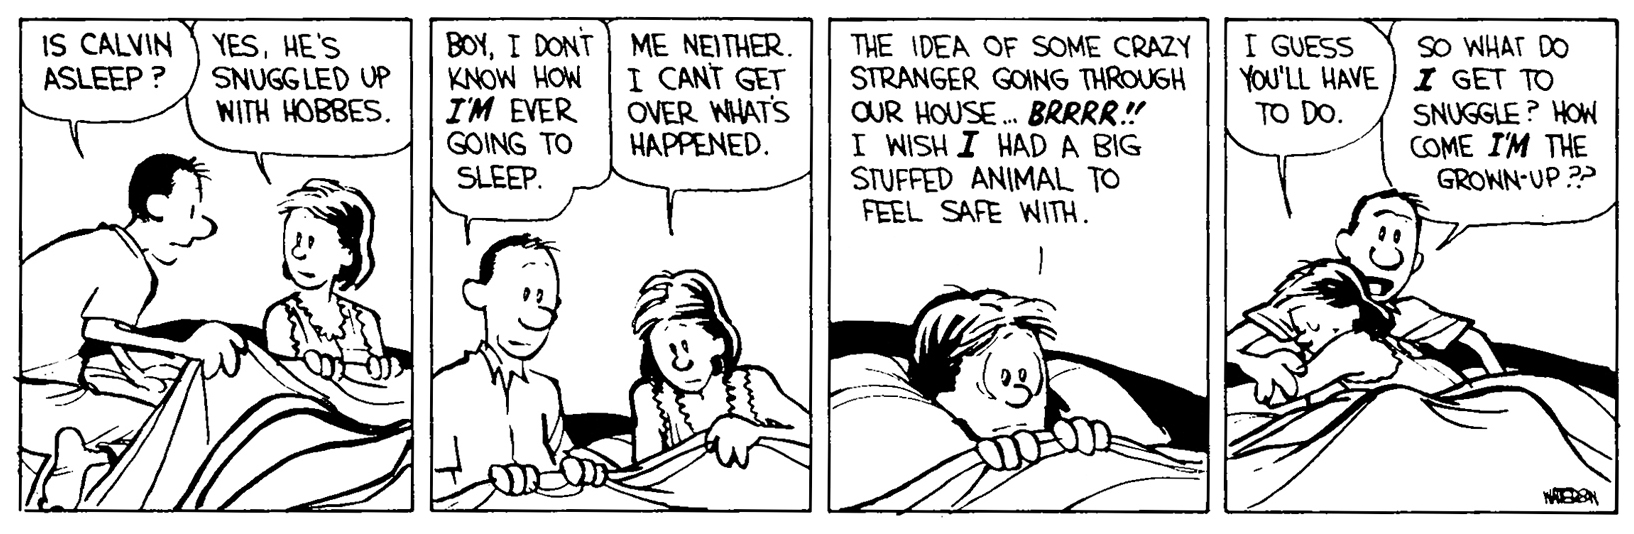 IS CALVIN
ASLEEP?
YES, HE'S
SNUGGLED UP
WITH HOBBES.
BOY, I DON'T
KNOW HOW
I'M EVER
GOING TO
SLEEP.
ME NEITHER.
I CAN'T GET
OVER WHAT'S
HAPPENED.
THE IDEA OF SOME CRAZY
STRANGER GOING THROUGH
OUR HOUSE... BRRRR!!
I WISH I HAD A BIG
STUFFED ANIMAL TO
FEEL SAFE WITH.
I GUESS
YOU'LL HAVE
TO DO.
SO WHAT DO
I GET TO
SNUGGLE? HOW
COME I'M THE
GROWN-UP??
WATTERSON